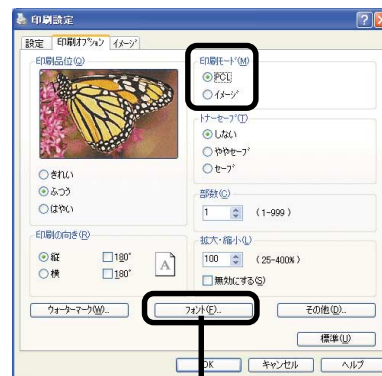 印刷設定
設定 印刷ｵﾌﾟｼｮﾝ ｲﾒｰｼﾞ
印刷品位(Q)
きれい
ふつう
はやい
印刷の向き(R)
縦 180°
横 180°
A
印刷ﾓｰﾄﾞ(M)
PCL
ｲﾒｰｼﾞ
ﾄﾅｰｾｰﾌﾞ(T)
しない
ややｾｰﾌﾞ
ｾｰﾌﾞ
部数(C)
1 (1-999)
拡大・縮小(L)
100 (25-400%)
無効にする(S)
ｳｫｰﾀｰﾏｰｸ(W)... ﾌｫﾝﾄ(F)... その他(D)...
標準(U)
OK ｷｬﾝｾﾙ ﾍﾙﾌﾟ